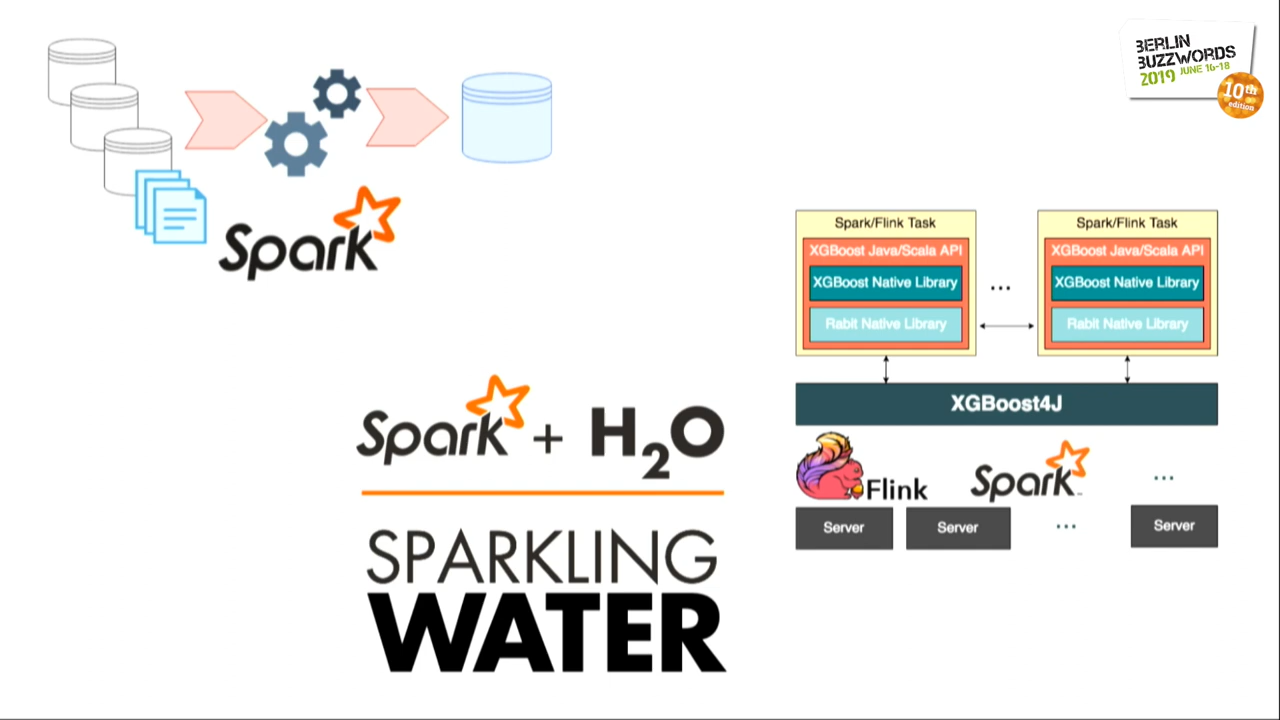 BERLIN
BUZZWORDS
2019 JUNE 16-18
10th
edition
Spark
Spark/Flink Task
XGBoost Java/Scala API
XGBoost Native Library
Rabit Native Library
...
Spark/Flink Task
XGBoost Java/Scala API
XGBoost Native Library
Rabit Native Library
XGBoost4J
Flink
Spark
...
Server
Server
...
Server
Spark + H2O
SPARKLING
WATER